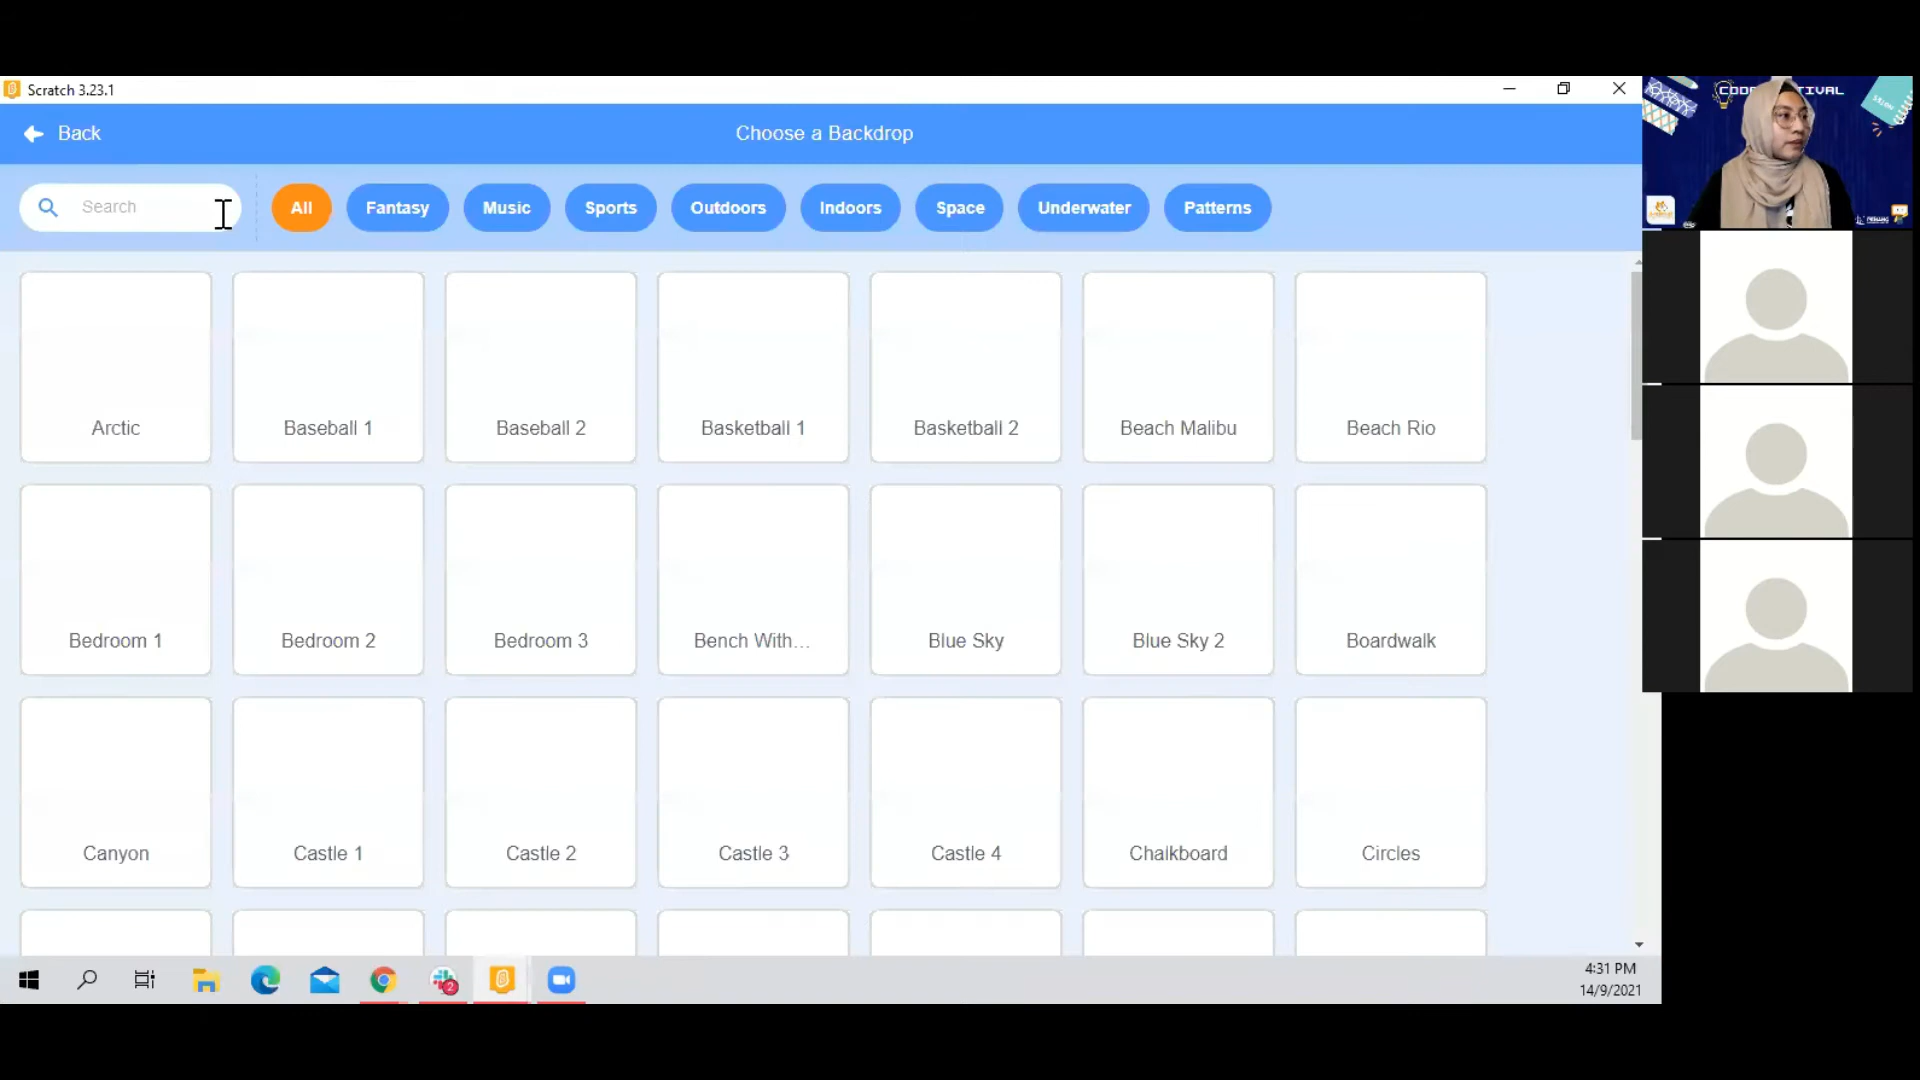 Scratch 3.23.1
Back
Choose a Backdrop
Search
All
Fantasy
Music
Sports
Outdoors
Indoors
Space
Underwater
Patterns
Arctic
Baseball 1
Baseball 2
Basketball 1
Basketball 2
Beach Malibu
Beach Rio
Bedroom 1
Bedroom 2
Bedroom 3
Bench With...
Blue Sky
Blue Sky 2
Boardwalk
Canyon
Castle 1
Castle 2
Castle 3
Castle 4
Chalkboard
Circles
2
4:31 PM
14/9/2021